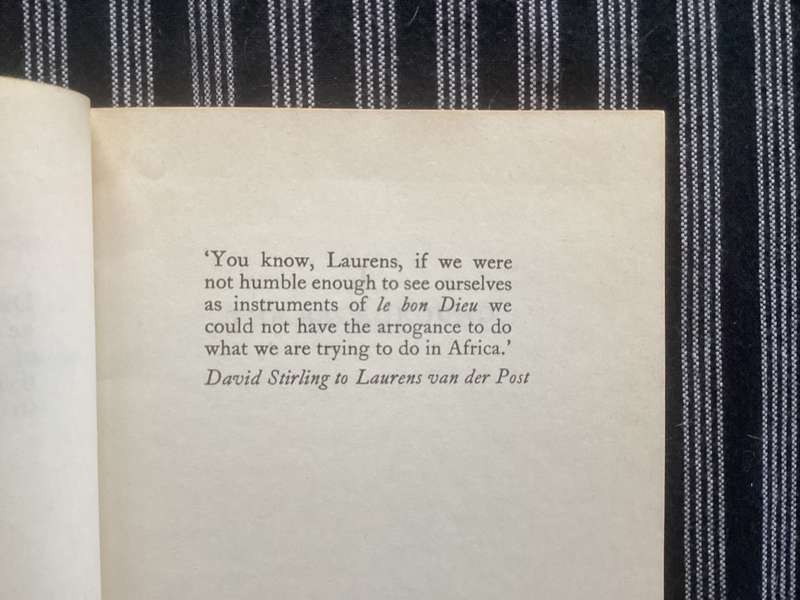 ‘You know, Laurens, if we were
not humble enough to see ourselves
as instruments of le bon Dieu we
could not have the arrogance to do
what we are trying to do in Africa.’
David Stirling to Laurens van der Post